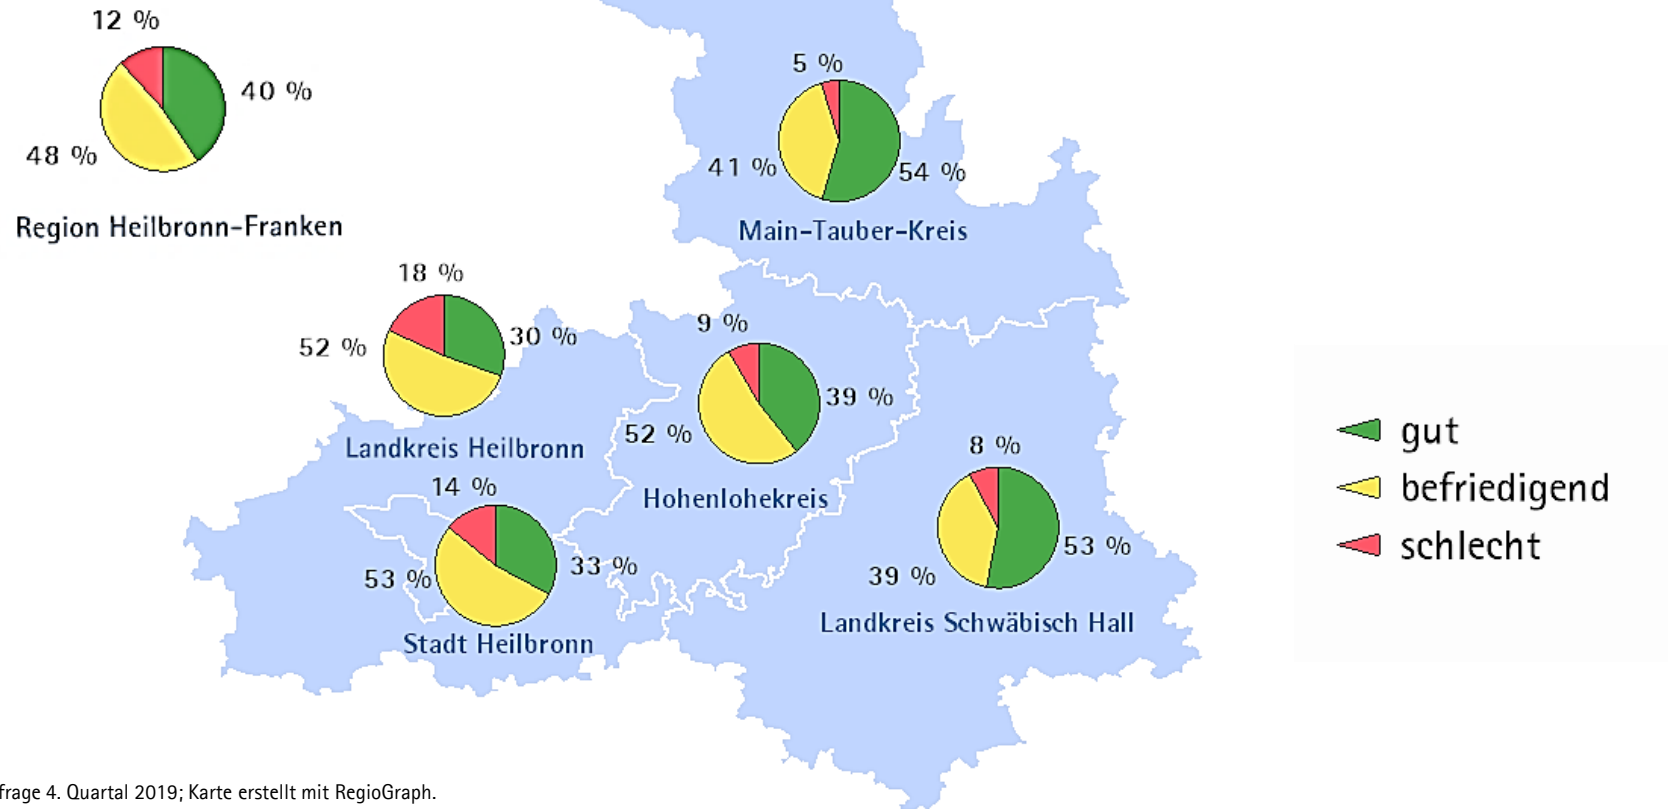 12 %
40 %
48 %
Region Heilbronn-Franken
5 %
41 %
54 %
Main-Tauber-Kreis
18 %
30 %
52 %
Landkreis Heilbronn
9 %
39 %
52 %
Hohenlohekreis
14 %
33 %
53 %
Stadt Heilbronn
8 %
53 %
39 %
Landkreis Schwäbisch Hall
gut
befriedigend
schlecht
frage 4. Quartal 2019; Karte erstellt mit RegioGraph.